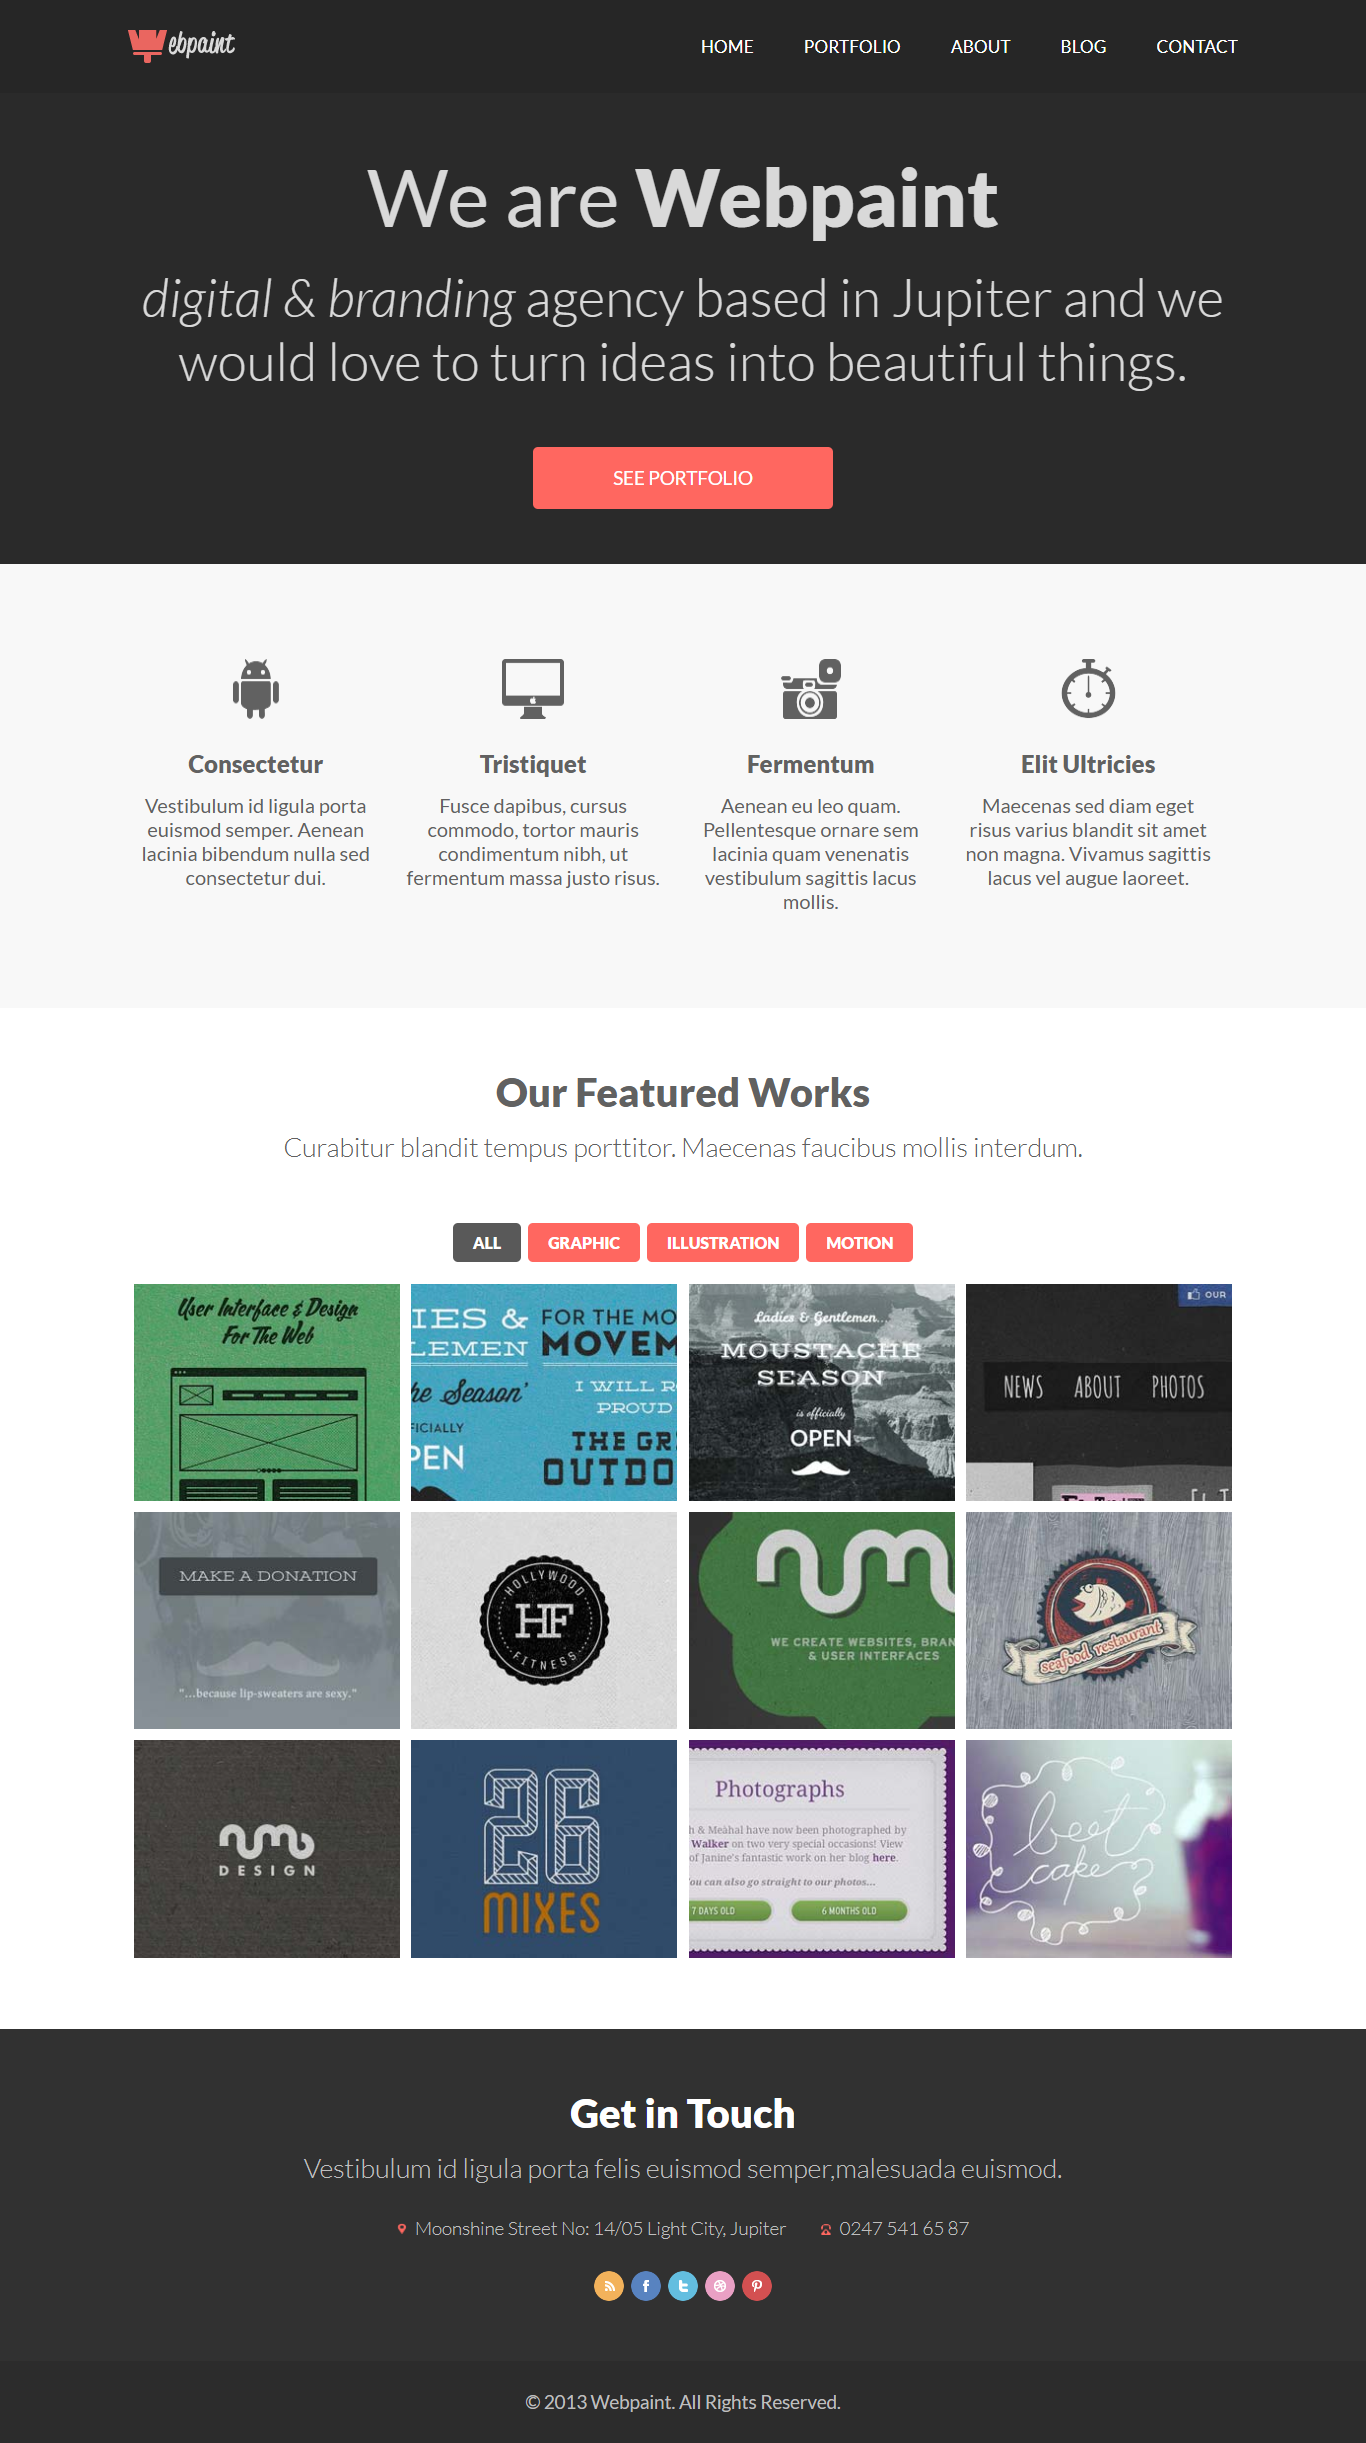 ebpaint
HOME PORTFOLIO ABOUT BLOG CONTACT
We are Webpaint
digital & branding agency based in Jupiter and we
would love to turn ideas into beautiful things.
SEE PORTFOLIO
Consectetur
Vestibulum id ligula porta
euismod semper. Aenean
lacinia bibendum nulla sed
consectetur dui.
Tristiquet
Fusce dapibus, cursus
commodo, tortor mauris
condimentum nibh, ut
fermentum massa justo risus.
Fermentum
Aenean eu leo quam.
Pellentesque ornare sem
lacinia quam venenatis
vestibulum sagittis lacus
mollis.
Elit Ultricies
Maecenas sed diam eget
risus varius blandit sit amet
non magna. Vivamus sagittis
lacus vel augue laoreet.
Our Featured Works
Curabitur blandit tempus porttitor. Maecenas faucibus mollis interdum.
ALL GRAPHIC ILLUSTRATION MOTION
User Interface & Design
For The Web
IES &
LEMEN
he Season'
FICIALLY
PEN
FOR THE MO
MOVEM
I WILL R
PROUD
THE GR
OUTDO
Ladies & Gentlemen...
MOUSTACHE
SEASON
is officially
OPEN
OUR
NEWS ABOUT PHOTOS
MAKE A DONATION
"...because lip-sweaters are sexy."
HOLLYWOOD
HF
FITNESS
WE CREATE WEBSITES, BRAN
& USER INTERFACES
seafood restaurant
DESIGN
26
MIXES
Photographs
h & Meahal have now been photographed by
Walker on two very special occasions! View
of Janine's fantastic work on her blog here.
ou can also go straight to our photos...
7 DAYS OLD 6 MONTHS OLD
beet
cake
Get in Touch
Vestibulum id ligula porta felis euismod semper,malesuada euismod.
Moonshine Street No: 14/05 Light City, Jupiter 0247 541 65 87
© 2013 Webpaint. All Rights Reserved.